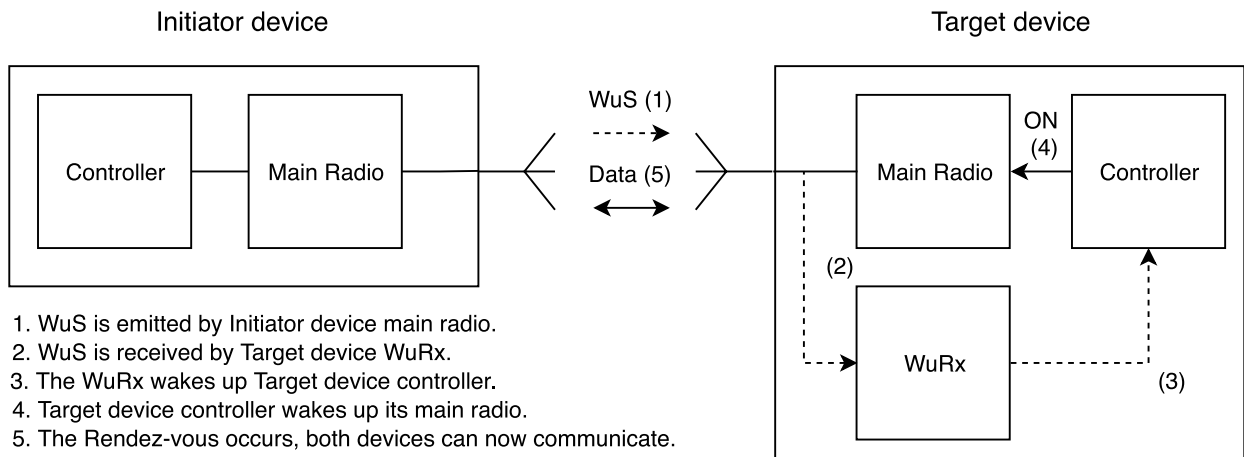 Initiator device
Target device
Controller
Main Radio
WuS (1)
Data (5)
Main Radio
ON
(4)
Controller
(2)
WuRx
(3)
1. WuS is emitted by Initiator device main radio.
2. WuS is received by Target device WuRx.
3. The WuRx wakes up Target device controller.
4. Target device controller wakes up its main radio.
5. The Rendez-vous occurs, both devices can now communicate.